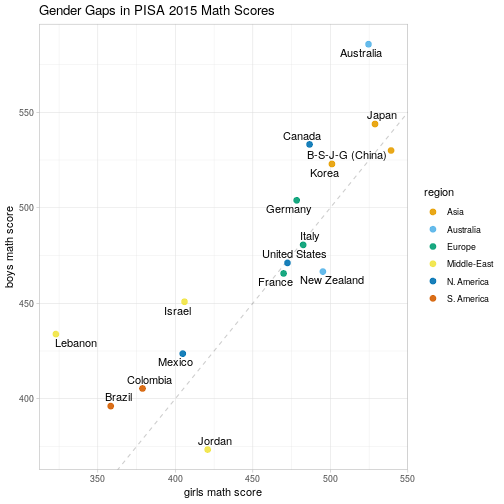 Gender Gaps in PISA 2015 Math Scores
Australia
Japan
Canada
B-S-J-G (China)
Korea
Germany
Italy
United States
France
New Zealand
Israel
Lebanon
Mexico
Colombia
Brazil
Jordan
550
500
450
400
boys math score
350
400
450
500
550
girls math score
region
Asia
Australia
Europe
Middle-East
N. America
S. America